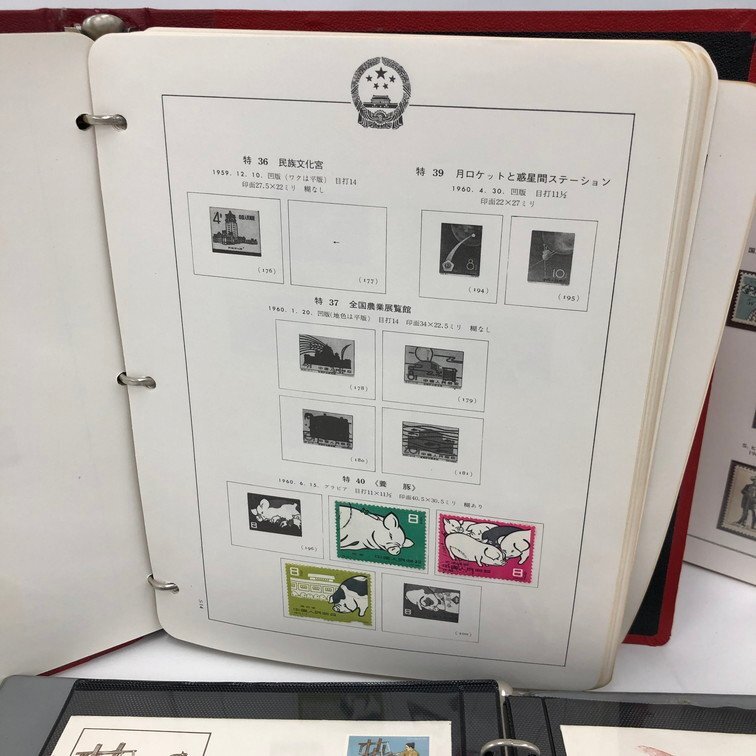 特 36 民族文化宮
1959. 12. 10. 凹版 (ワクは平版) 目打14
印面27.5×22ミリ 糊なし
特 39 月ロケットと惑星間ステーション
1960. 4. 30. 凹版 目打11½
印面22×27ミリ
4
←
(176)
(177)
8
(194)
10
(195)
特 37 全国農業展覧館
1960. 1. 20. 凹版(地色は平版) 目打14 印面34×22.5ミリ 糊なし
(178)
(179)
(180)
(181)
特 40 《養 豚》
1960. 6. 15. グラビア 目打11×11½ 印面40.5×30.5ミリ 糊あり
8
(196)
8
8
8
8
(200)
S14